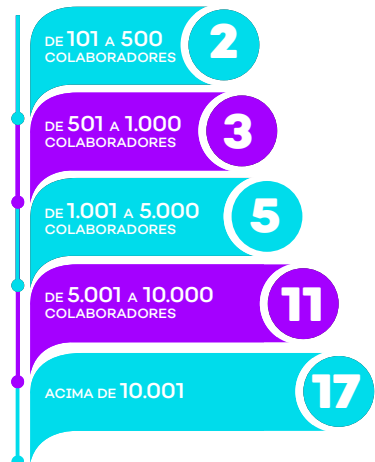 DE 101 A 500
COLABORADORES
2
DE 501 A 1.000
COLABORADORES
3
DE 1.001 A 5.000
COLABORADORES
5
DE 5.001 A 10.000
COLABORADORES
11
ACIMA DE 10.001
17